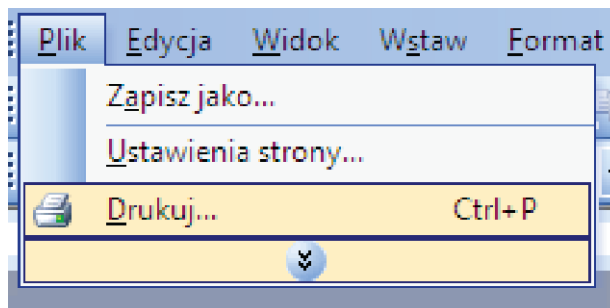 Plik Edycja Widok Wstaw Format
Zapisz jako...
Ustawienia strony...
Drukuj... Ctrl+P